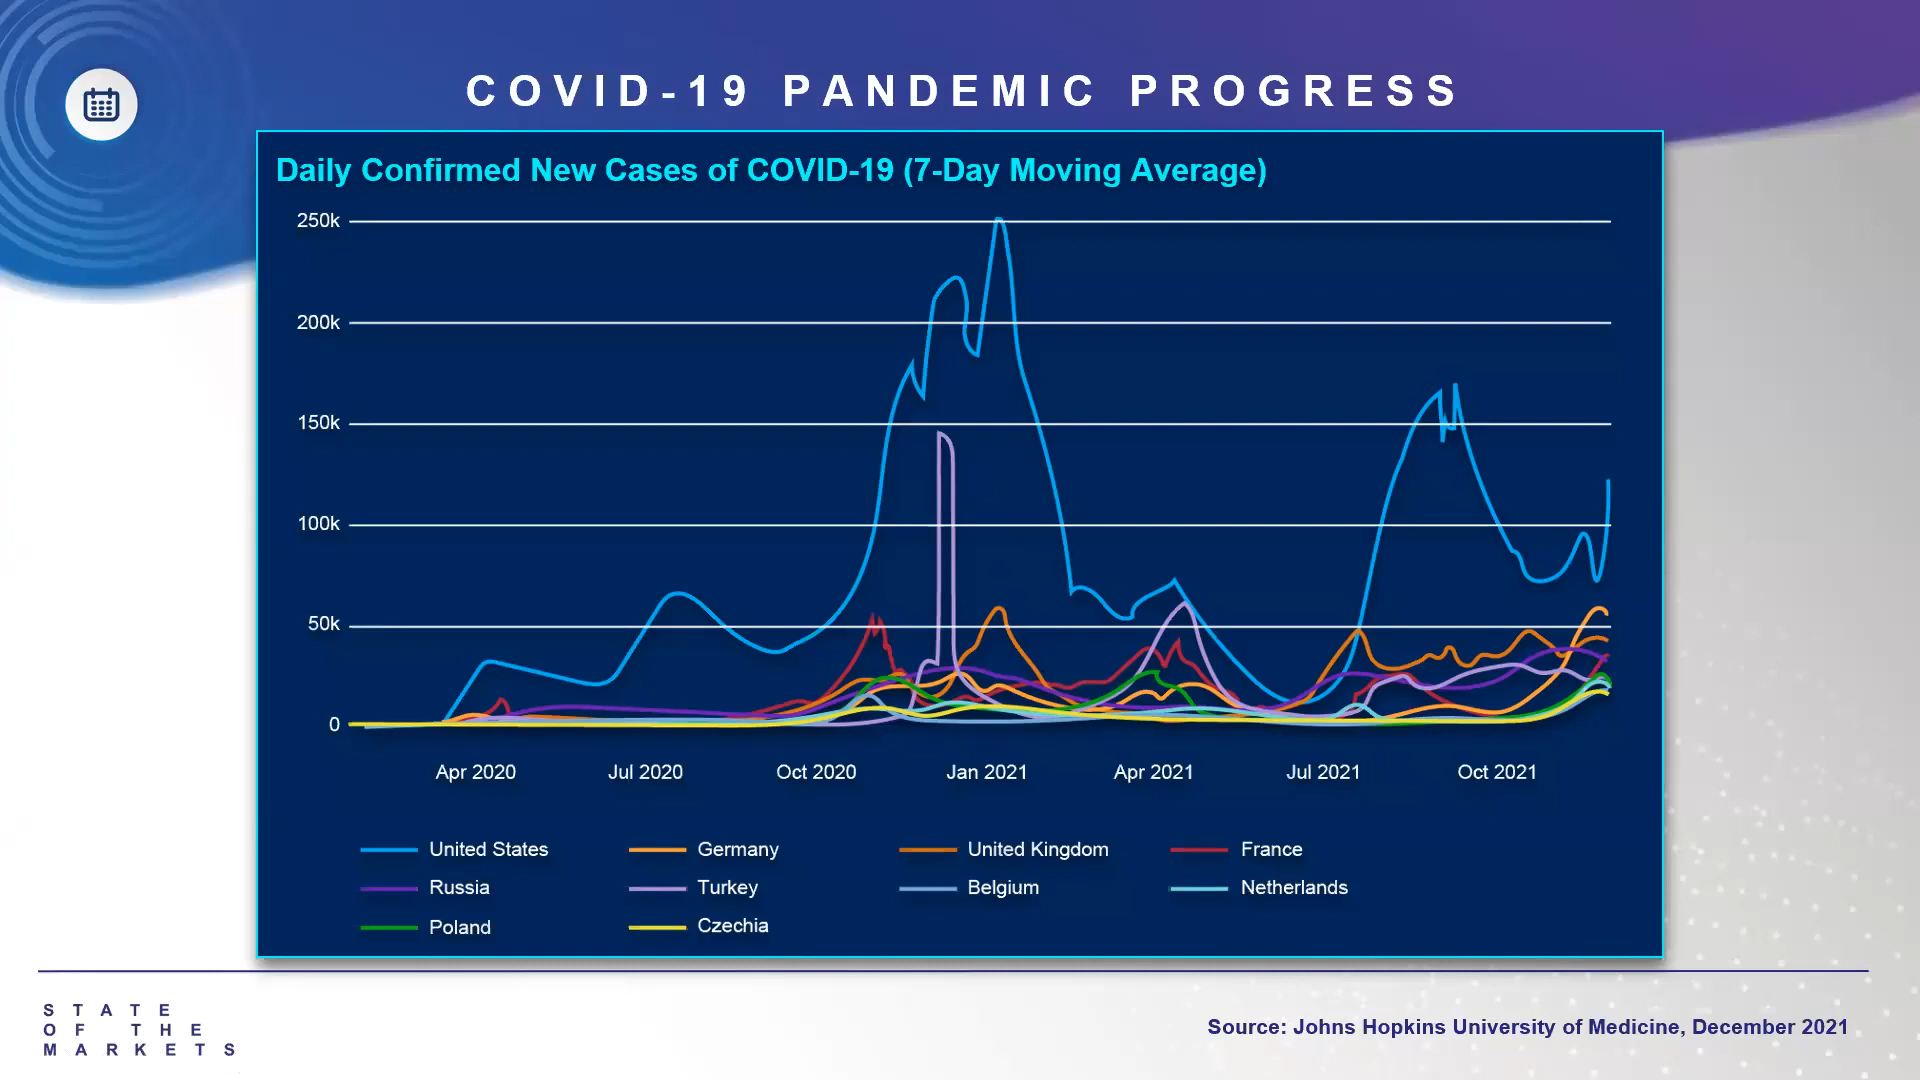 COVID-19 PANDEMIC PROGRESS
Daily Confirmed New Cases of COVID-19 (7-Day Moving Average)
250k
200k
150k
100k
50k
0
Apr 2020 Jul 2020 Oct 2020 Jan 2021 Apr 2021 Jul 2021 Oct 2021
United States Germany United Kingdom France
Russia Turkey Belgium Netherlands
Poland Czechia
STATE
OF THE
MARKETS
Source: Johns Hopkins University of Medicine, December 2021